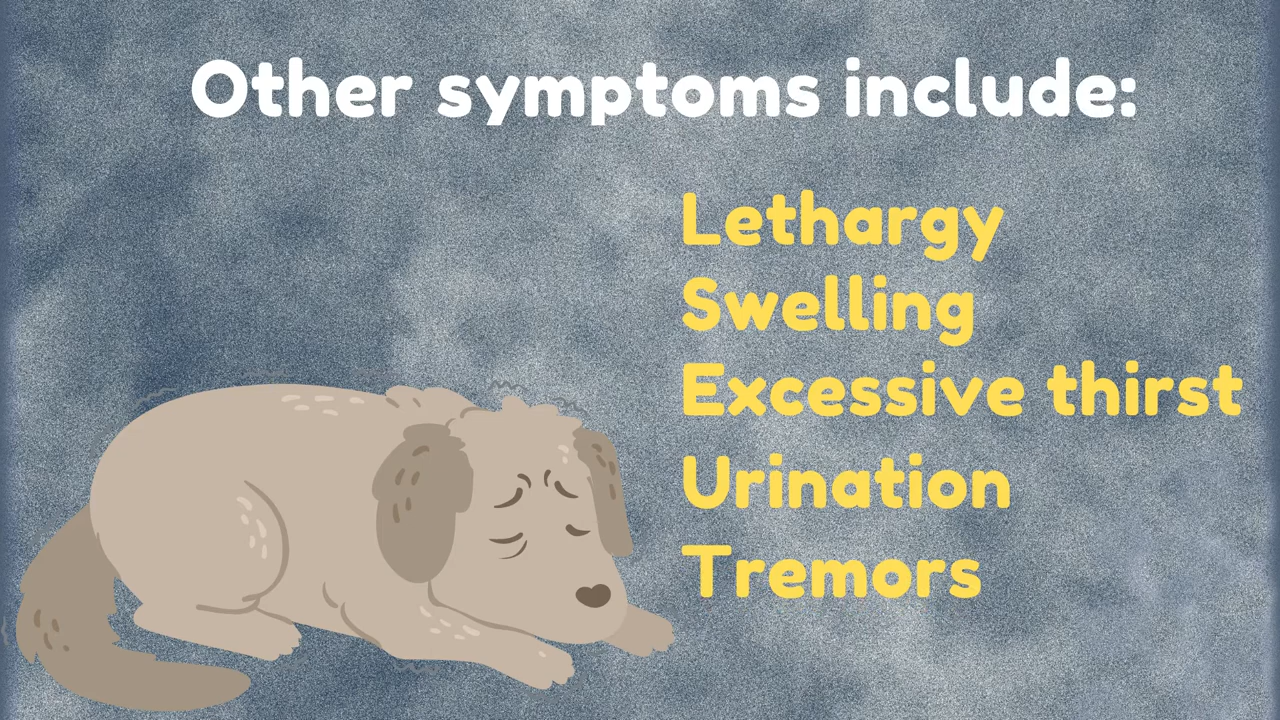 Other symptoms include:
Lethargy
Swelling
Excessive thirst
Urination
Tremors